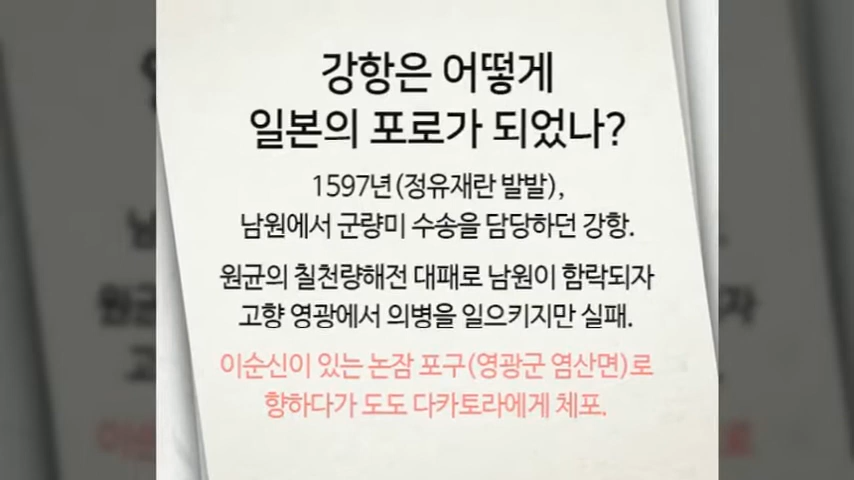 강항은 어떻게
일본의 포로가 되었나?
1597년(정유재란 발발),
남원에서 군량미 수송을 담당하던 강항.
원균의 칠천량해전 대패로 남원이 함락되자
고향 영광에서 의병을 일으키지만 실패.
이순신이 있는 논잠 포구(영광군 염산면)로
향하다가 도도 다카토라에게 체포.